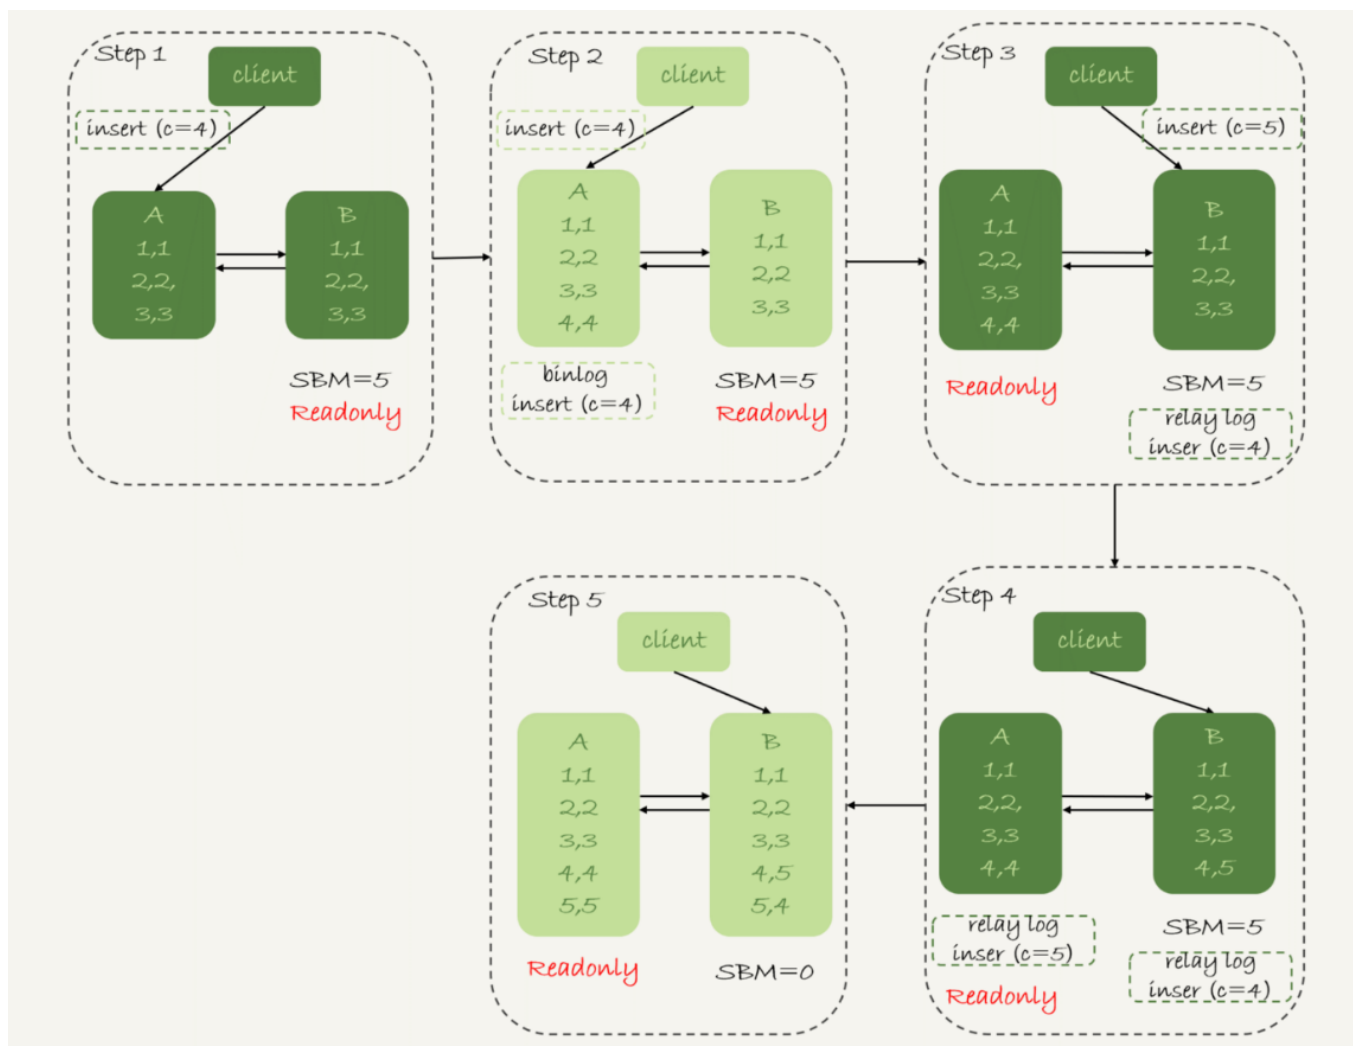 Step 1
client
insert (c=4)
A
1,1
2,2,
3,3
B
1,1
2,2,
3,3
SBM=5
Readonly
Step 2
client
insert (c=4)
A
1,1
2,2
3,3
4,4
B
1,1
2,2
3,3
binlog
insert (c=4)
SBM=5
Readonly
Step 3
client
insert (c=5)
A
1,1
2,2,
3,3
4,4
B
1,1
2,2,
3,3
Readonly
SBM=5
relay log
inser (c=4)
Step 4
client
A
1,1
2,2,
3,3
4,4
B
1,1
2,2,
3,3
4,5
relay log
inser (c=5)
Readonly
SBM=5
relay log
inser (c=4)
Step 5
client
A
1,1
2,2
3,3
4,4
5,5
B
1,1
2,2
3,3
4,5
5,4
Readonly
SBM=0